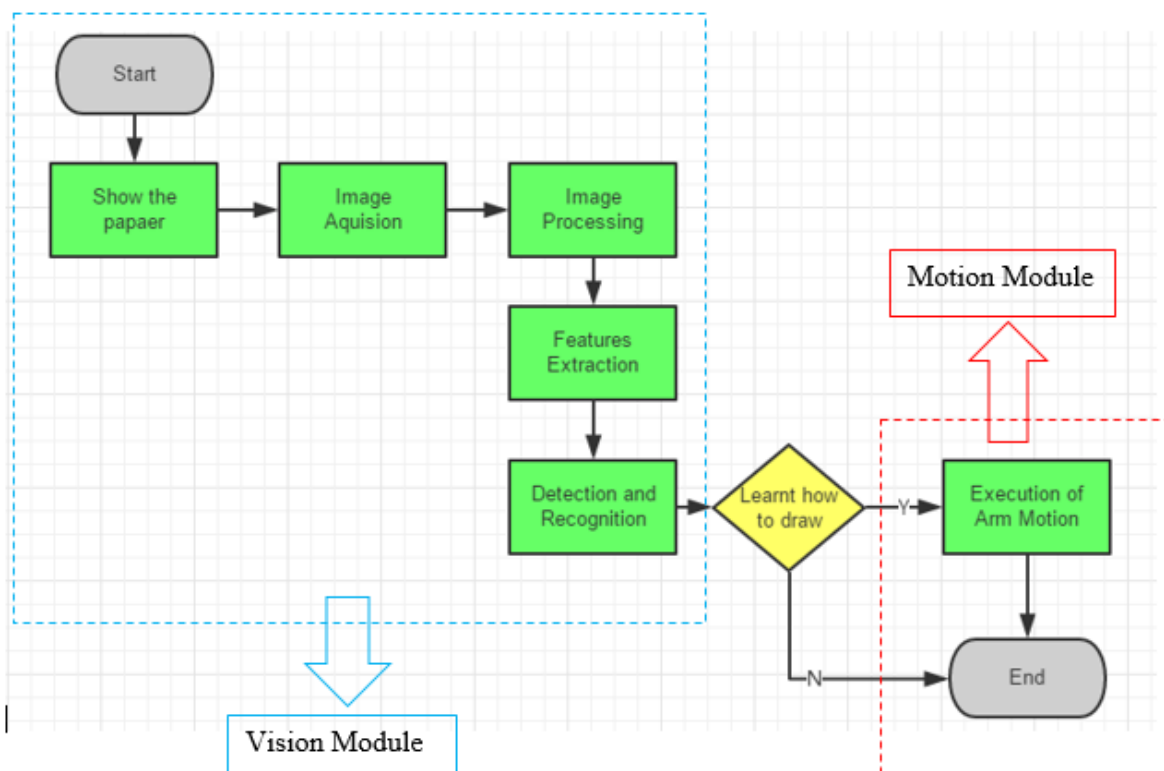 Start
Show the
papaer
Image
Aquision
Image
Processing
Features
Extraction
Detection and
Recognition
Learnt how
to draw
Y
N
Motion Module
Execution of
Arm Motion
End
Vision Module